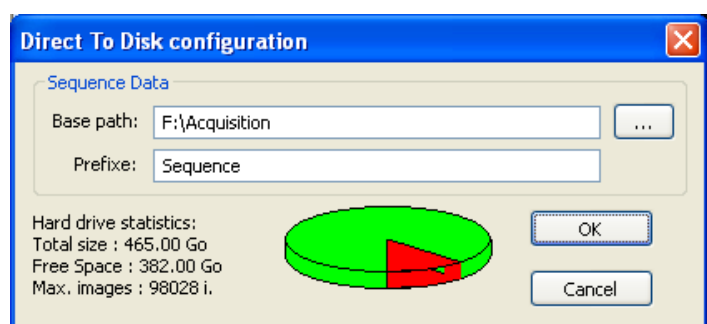 Direct To Disk configuration
Sequence Data
Base path: F:\Acquisition ...
Prefixe: Sequence
Hard drive statistics:
Total size : 465.00 Go
Free Space : 382.00 Go
Max. images : 98028 i.
OK
Cancel